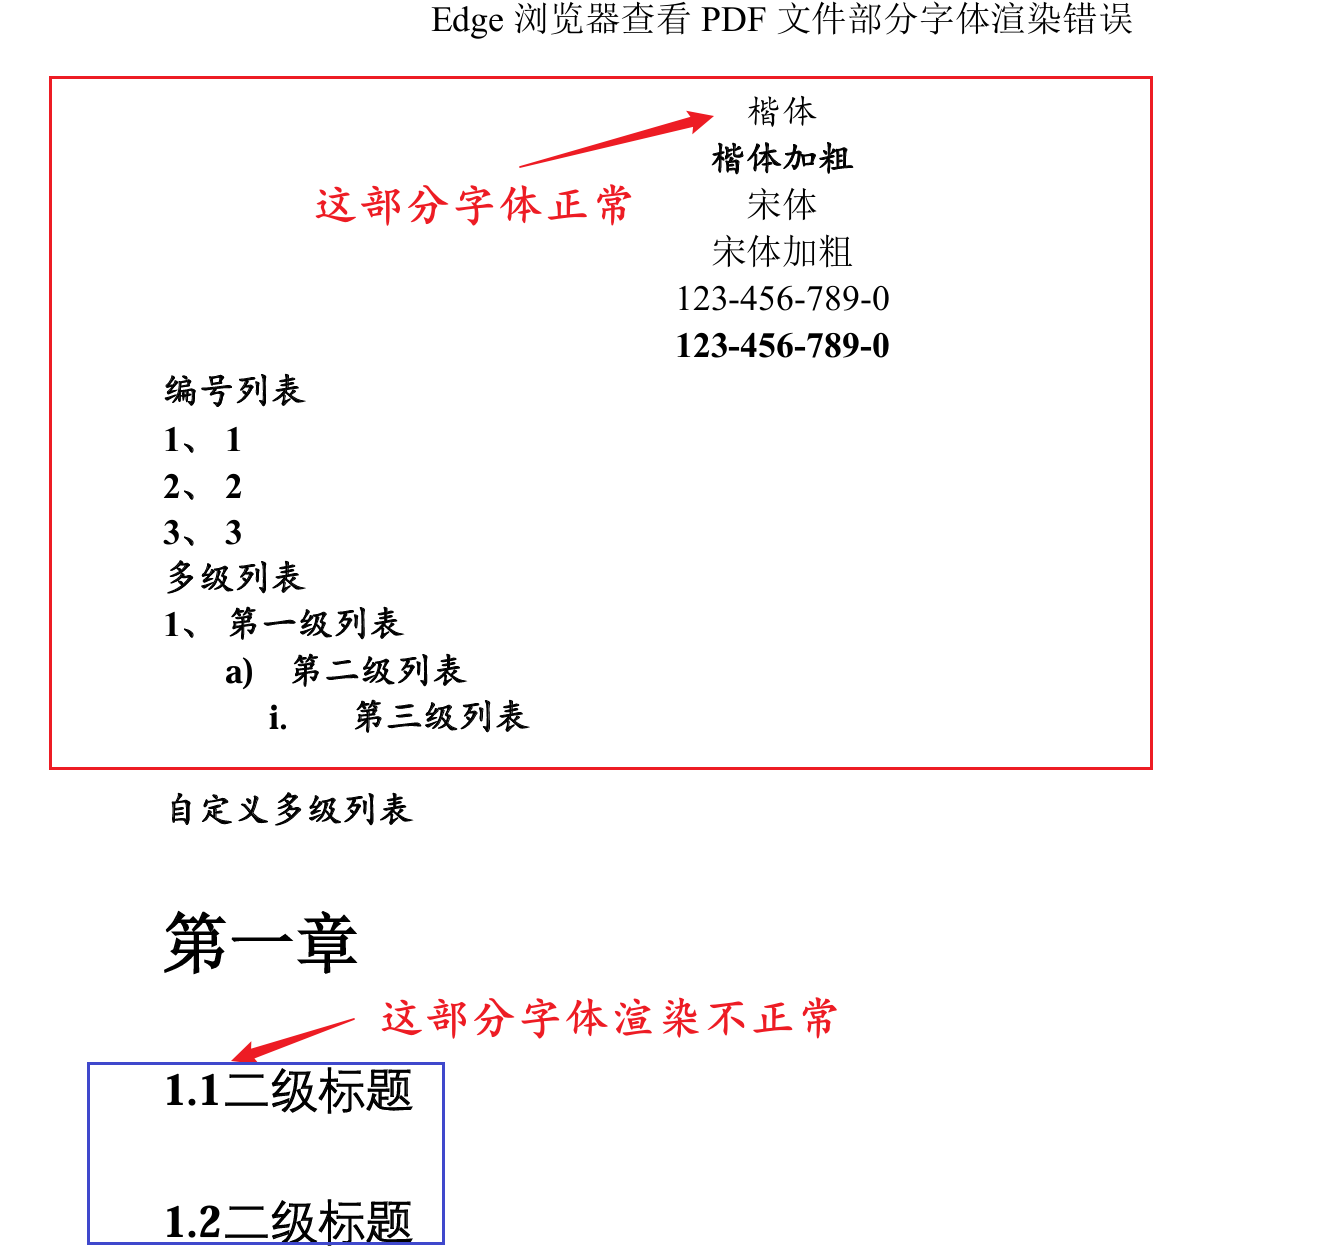 Edge 浏览器查看 PDF 文件部分字体渲染错误
楷体
楷体加粗
这部分字体正常
宋体
宋体加粗
123-456-789-0
123-456-789-0
编号列表
1、 1
2、 2
3、 3
多级列表
1、 第一级列表
a) 第二级列表
i. 第三级列表
自定义多级列表
第一章
这部分字体渲染不正常
1.1二级标题
1.2二级标题